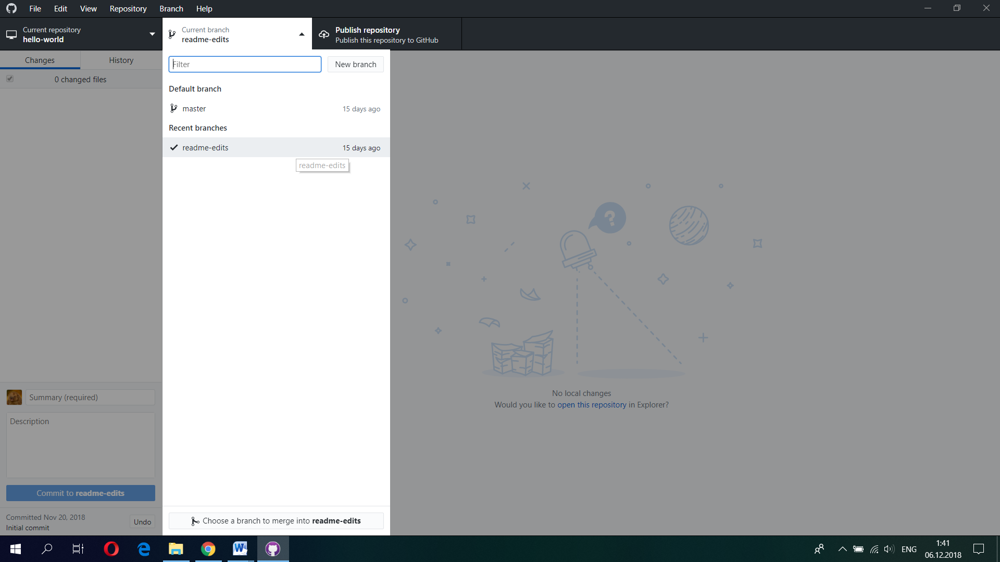 File Edit View Repository Branch Help
Current repository
hello-world
Current branch
readme-edits
Publish repository
Publish this repository to GitHub
Changes History
0 changed files
Filter
New branch
Default branch
master 15 days ago
Recent branches
readme-edits 15 days ago
readme-edits
?
No local changes
Would you like to open this repository in Explorer?
Summary (required)
Description
Commit to readme-edits
Committed Nov 20, 2018
Initial commit
Undo
Choose a branch to merge into readme-edits
ENG
1:41
06.12.2018